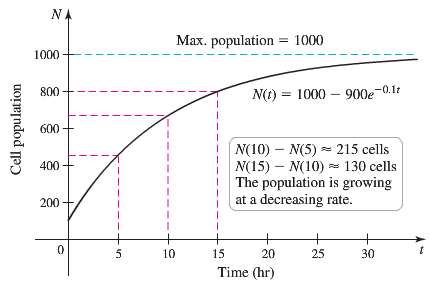 N
Max. population = 1000
1000
800
N(t) = 1000 − 900e^{−0.1t}
Cell population
600
N(10) − N(5) ≈ 215 cells
400
N(15) − N(10) ≈ 130 cells
The population is growing
200
at a decreasing rate.
0
5
10
15
20
25
30
t
Time (hr)